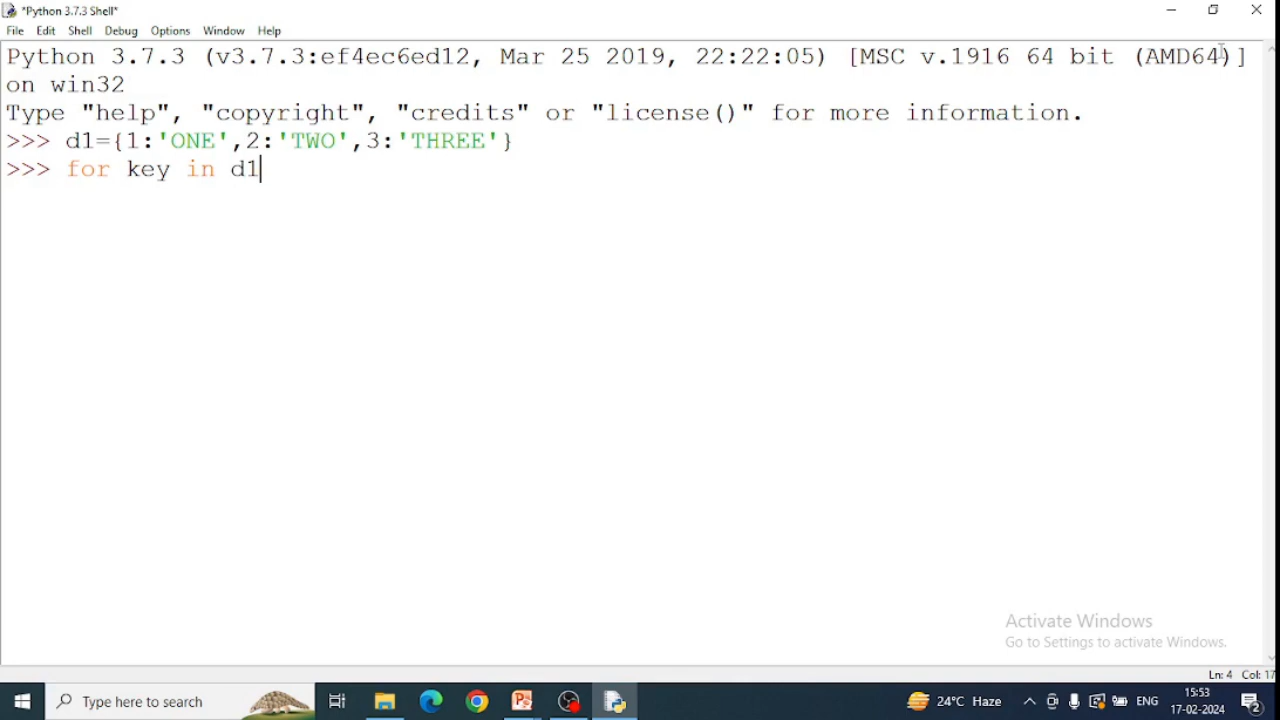 *Python 3.7.3 Shell*
File Edit Shell Debug Options Window Help
Python 3.7.3 (v3.7.3:ef4ec6ed12, Mar 25 2019, 22:22:05) [MSC v.1916 64 bit (AMD64)]
on win32
Type "help", "copyright", "credits" or "license()" for more information.
>>> d1={1:'ONE',2:'TWO',3:'THREE'}
>>> for key in d1
Activate Windows
Go to Settings to activate Windows.
Ln: 4 Col: 17
Type here to search
24°C Haze
ENG
15:53
17-02-2024
2